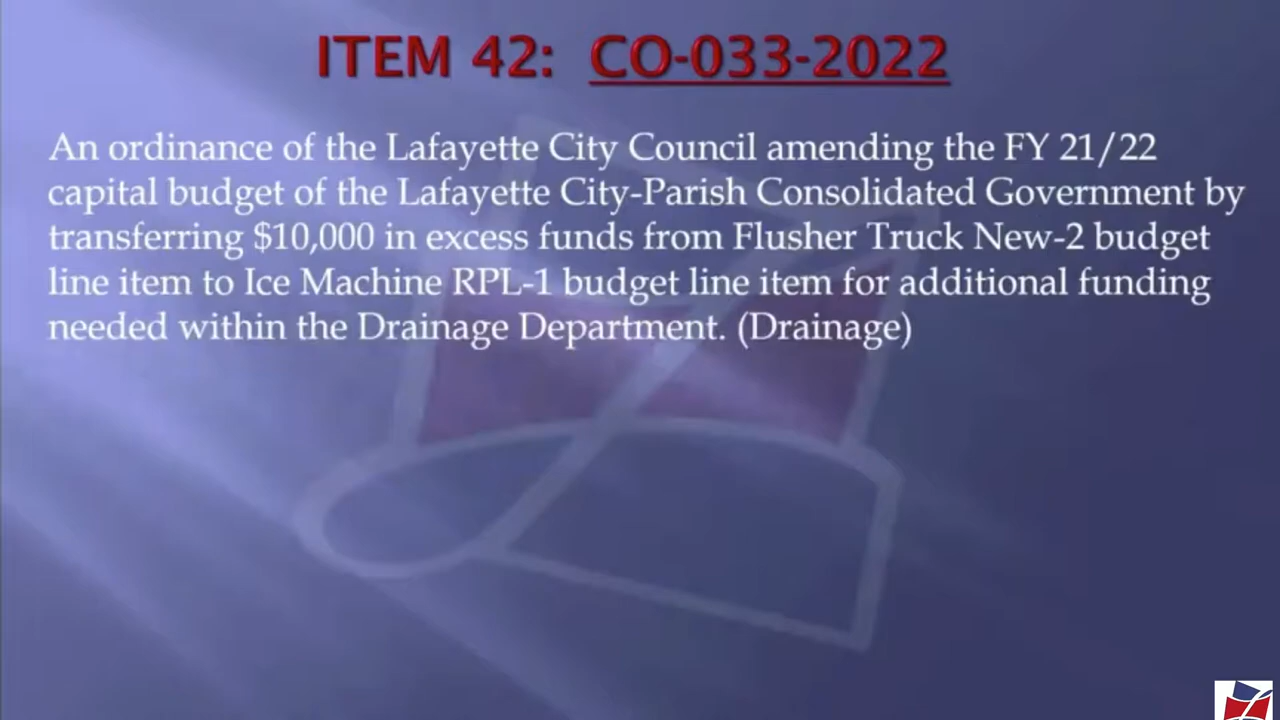 ITEM 42: CO-033-2022
An ordinance of the Lafayette City Council amending the FY 21/22
capital budget of the Lafayette City-Parish Consolidated Government by
transferring $10,000 in excess funds from Flusher Truck New-2 budget
line item to Ice Machine RPL-1 budget line item for additional funding
needed within the Drainage Department. (Drainage)